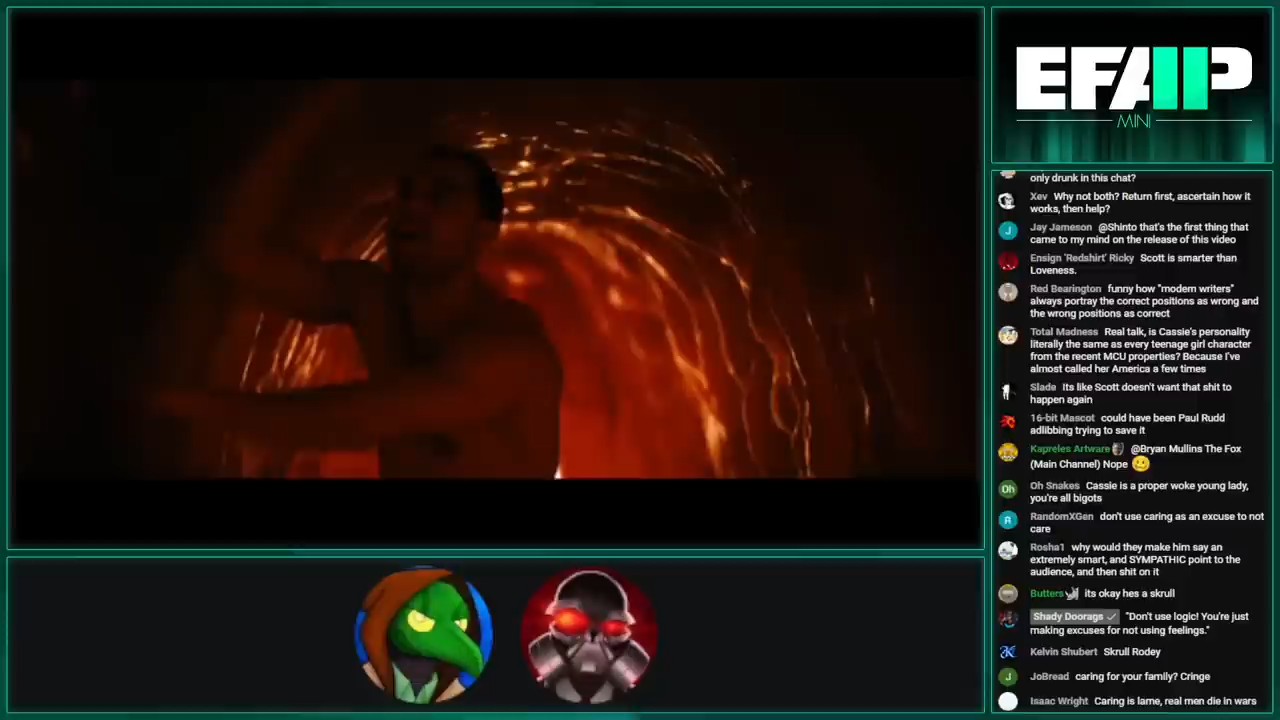 EFAP
MINI
only drunk in this chat?
Xev Why not both? Return first, ascertain how it
works, then help?
J
Jay Jameson @Shinto that's the first thing that
came to my mind on the release of this video
Ensign 'Redshirt' Ricky Scott is smarter than
Loveness.
Red Bearington funny how "modern writers"
always portray the correct positions as wrong and
the wrong positions as correct
Total Madness Real talk, is Cassie's personality
literally the same as every teenage girl character
from the recent MCU properties? Because I've
almost called her America a few times
Slade Its like Scott doesn't want that shit to
happen again
16-bit Mascot could have been Paul Rudd
adlibbing trying to save it
Kapreles Artware @Bryan Mullins The Fox
(Main Channel) Nope
Oh
Oh Snakes Cassie is a proper woke young lady,
you're all bigots
R
RandomXGen don't use caring as an excuse to not
care
Rosha1 why would they make him say an
extremely smart, and SYMPATHIC point to the
audience, and then shit on it
Butters its okay hes a skrull
Shady Doorags ✓ "Don't use logic! You're just
making excuses for not using feelings."
K
Kelvin Shubert Skrull Rodey
J
JoBread caring for your family? Cringe
Isaac Wright Caring is lame, real men die in wars